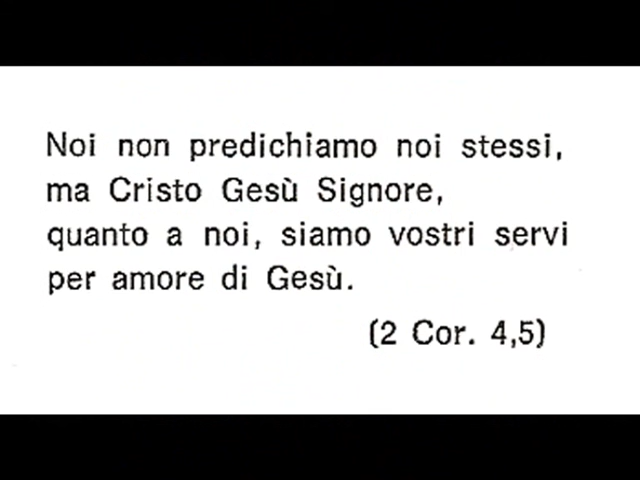 Noi non predichiamo noi stessi,
ma Cristo Gesù Signore,
quanto a noi, siamo vostri servi
per amore di Gesù.
(2 Cor. 4,5)